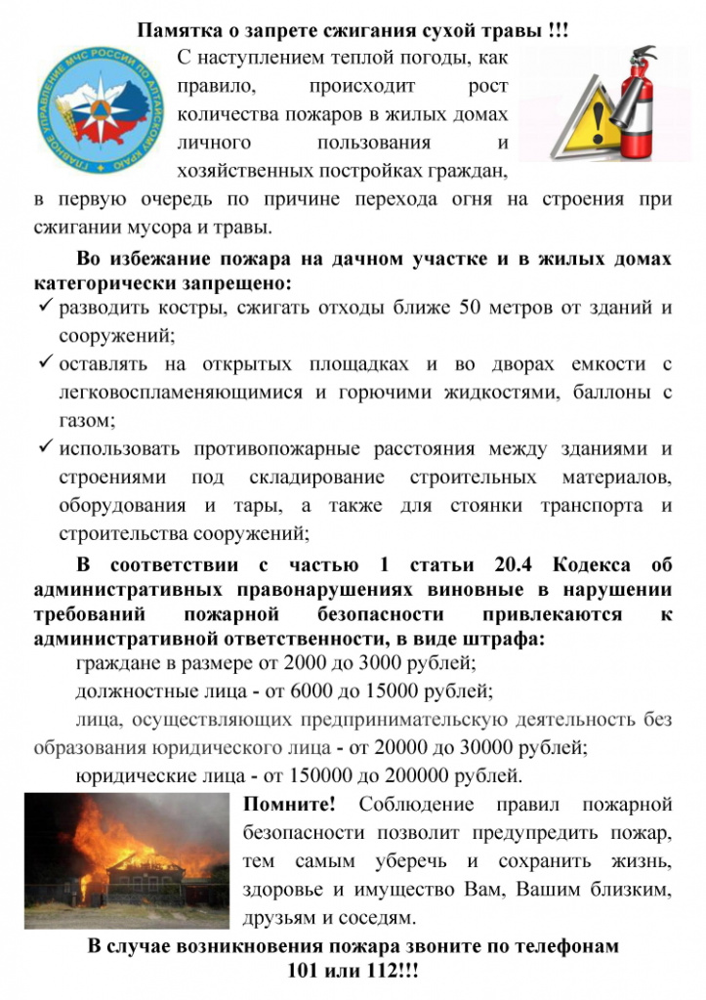 Памятка о запрете сжигания сухой травы !!!
ГЛАВНОЕ УПРАВЛЕНИЕ МЧС РОССИИ ПО АЛТАЙСКОМУ КРАЮ
С наступлением теплой погоды, как
правило, происходит рост
количества пожаров в жилых домах
личного пользования и
хозяйственных постройках граждан,
в первую очередь по причине перехода огня на строения при
сжигании мусора и травы.
Во избежание пожара на дачном участке и в жилых домах
категорически запрещено:
✓ разводить костры, сжигать отходы ближе 50 метров от зданий и
сооружений;
✓ оставлять на открытых площадках и во дворах емкости с
легковоспламеняющимися и горючими жидкостями, баллоны с
газом;
✓ использовать противопожарные расстояния между зданиями и
строениями под складирование строительных материалов,
оборудования и тары, а также для стоянки транспорта и
строительства сооружений;
В соответствии с частью 1 статьи 20.4 Кодекса об
административных правонарушениях виновные в нарушении
требований пожарной безопасности привлекаются к
административной ответственности, в виде штрафа:
граждане в размере от 2000 до 3000 рублей;
должностные лица - от 6000 до 15000 рублей;
лица, осуществляющих предпринимательскую деятельность без
образования юридического лица - от 20000 до 30000 рублей;
юридические лица - от 150000 до 200000 рублей.
Помните! Соблюдение правил пожарной
безопасности позволит предупредить пожар,
тем самым уберечь и сохранить жизнь,
здоровье и имущество Вам, Вашим близким,
друзьям и соседям.
В случае возникновения пожара звоните по телефонам
101 или 112!!!